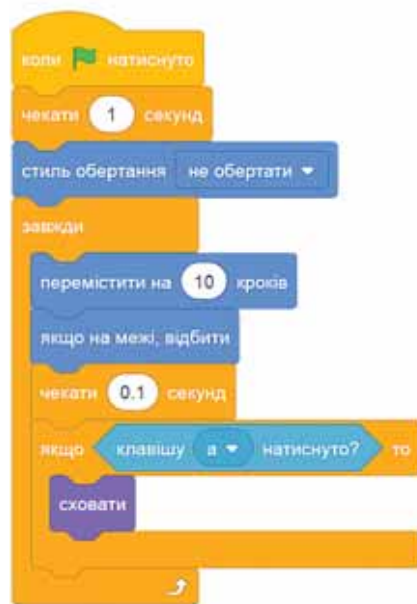 коли натиснуто
чекати 1 секунд
стиль обертання не обертати
завжди
перемістити на 10 кроків
якщо на межі, відбити
чекати 0.1 секунд
якщо клавішу а натиснуто? то
сховати